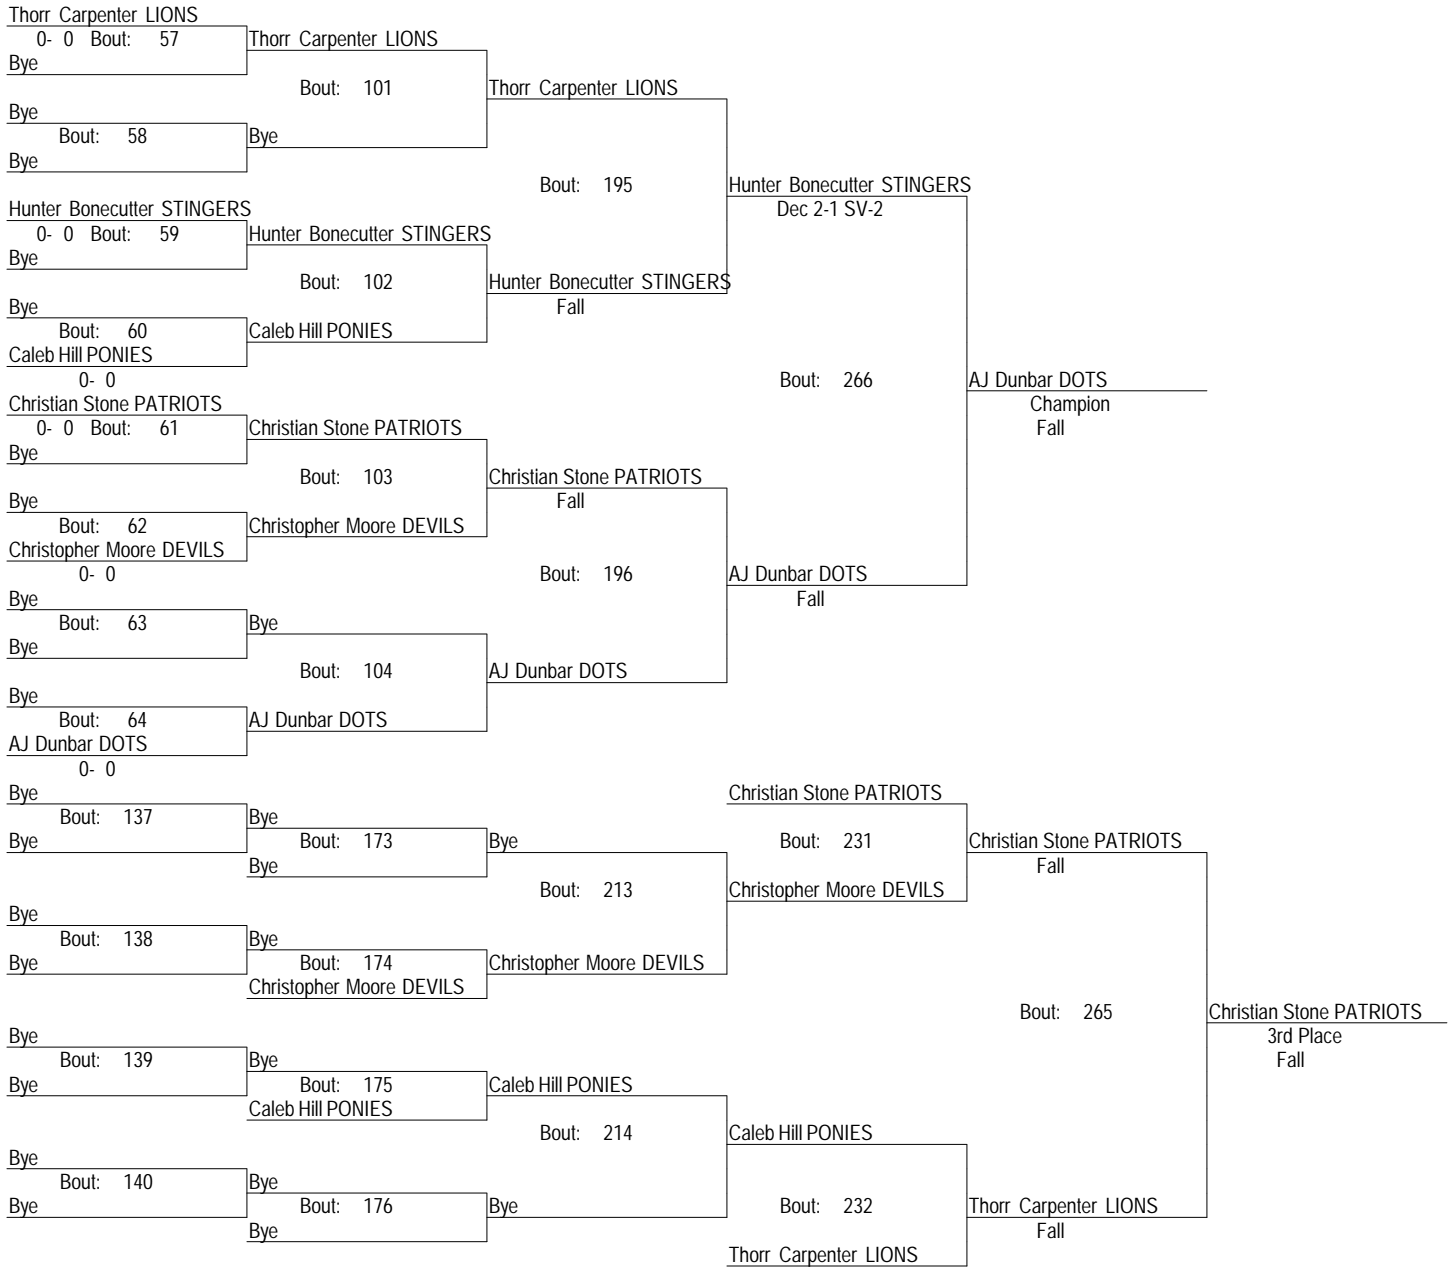 Thorr Carpenter LIONS
0- 0 Bout: 57 Thorr Carpenter LIONS
Bye
Bout: 101 Thorr Carpenter LIONS
Bye
Bout: 58 Bye
Bye
Bout: 195 Hunter Bonecutter STINGERS
Hunter Bonecutter STINGERS Dec 2-1 SV-2
0- 0 Bout: 59 Hunter Bonecutter STINGERS
Bye
Bout: 102 Hunter Bonecutter STINGERS
Bye Fall
Bout: 60 Caleb Hill PONIES
Caleb Hill PONIES
0- 0 Bout: 266 AJ Dunbar DOTS
Christian Stone PATRIOTS Champion
0- 0 Bout: 61 Christian Stone PATRIOTS Fall
Bye
Bout: 103 Christian Stone PATRIOTS
Bye Fall
Bout: 62 Christopher Moore DEVILS
Christopher Moore DEVILS
0- 0 Bout: 196 AJ Dunbar DOTS
Bye Fall
Bout: 63 Bye
Bye
Bout: 104 AJ Dunbar DOTS
Bye
Bout: 64 AJ Dunbar DOTS
AJ Dunbar DOTS
0- 0
Bye Christian Stone PATRIOTS
Bout: 137 Bye
Bye Bout: 173 Bye Bout: 231 Christian Stone PATRIOTS
Bye Fall
Bout: 213 Christopher Moore DEVILS
Bye
Bout: 138 Bye
Bye Bout: 174 Christopher Moore DEVILS
Christopher Moore DEVILS
Bout: 265 Christian Stone PATRIOTS
Bye 3rd Place
Bout: 139 Bye Fall
Bye Bout: 175 Caleb Hill PONIES
Caleb Hill PONIES
Bout: 214 Caleb Hill PONIES
Bye
Bout: 140 Bye
Bye Bout: 176 Bye Bout: 232 Thorr Carpenter LIONS
Bye Fall
Thorr Carpenter LIONS